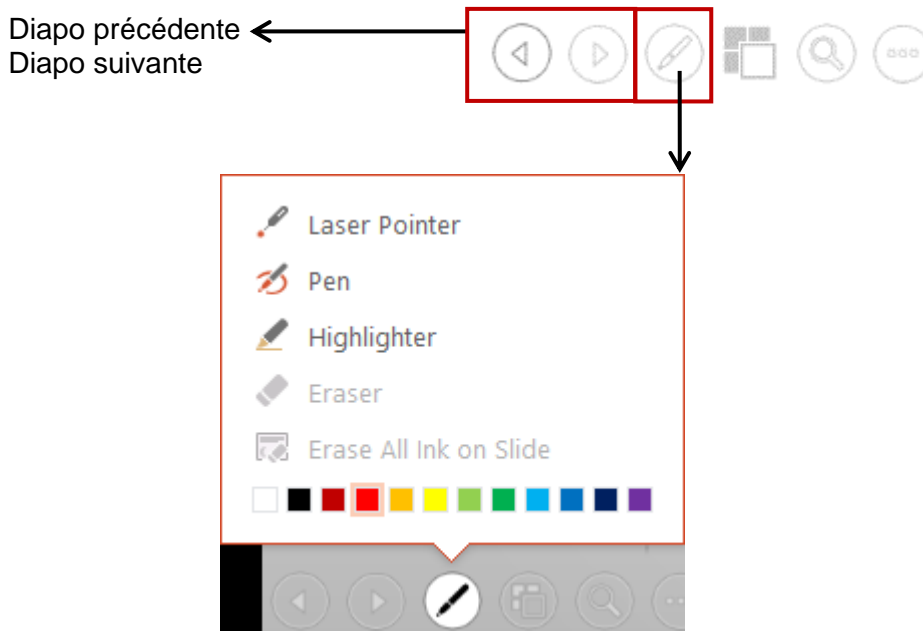 Diapo précédente
Diapo suivante
Laser Pointer
Pen
Highlighter
Eraser
Erase All Ink on Slide